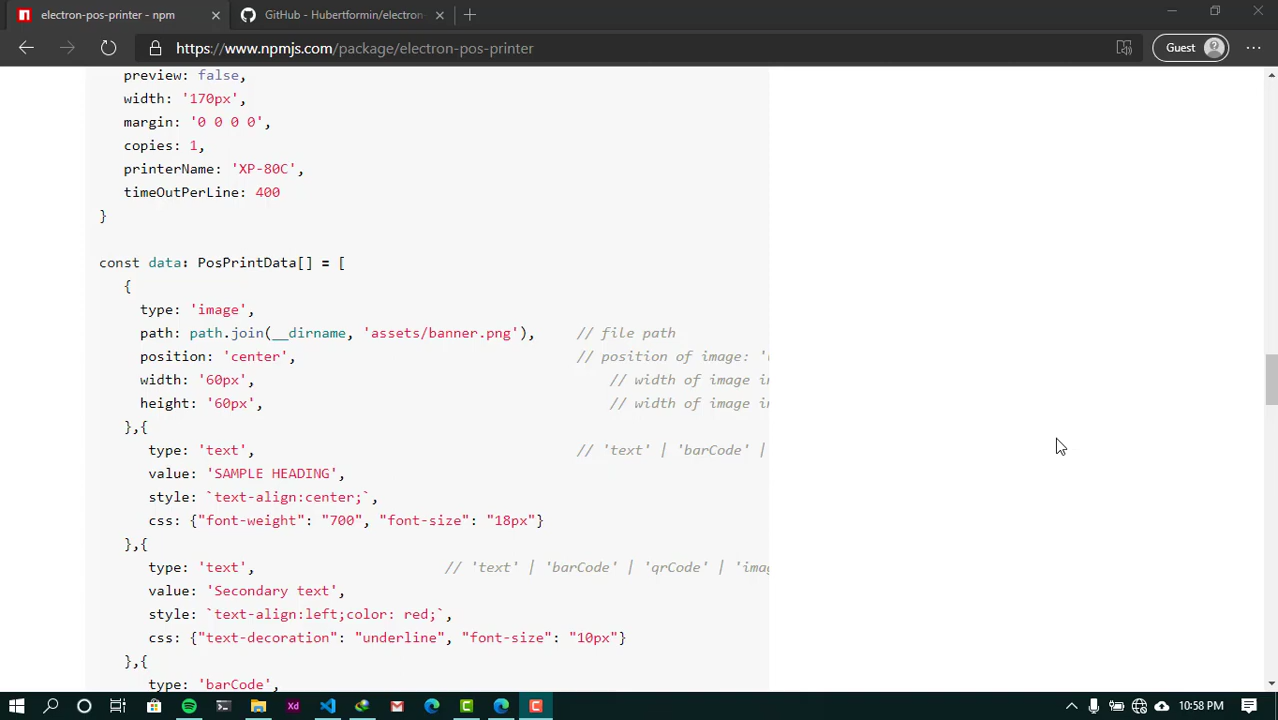 electron-pos-printer - npm
GitHub - Hubertformin/electron-
https://www.npmjs.com/package/electron-pos-printer
Guest
preview: false,
width: '170px',
margin: '0 0 0 0',
copies: 1,
printerName: 'XP-80C',
timeOutPerLine: 400
}
const data: PosPrintData[] = [
{
type: 'image',
path: path.join(__dirname, 'assets/banner.png'), // file path
position: 'center', // position of image: '
width: '60px', // width of image i
height: '60px', // width of image i
},{
type: 'text', // 'text' | 'barCode' |
value: 'SAMPLE HEADING',
style: `text-align:center;`,
css: {"font-weight": "700", "font-size": "18px"}
},{
type: 'text', // 'text' | 'barCode' | 'qrCode' | 'ima
value: 'Secondary text',
style: `text-align:left;color: red;`,
css: {"text-decoration": "underline", "font-size": "10px"}
},{
type: 'barCode',
Xd
C
C
10:58 PM